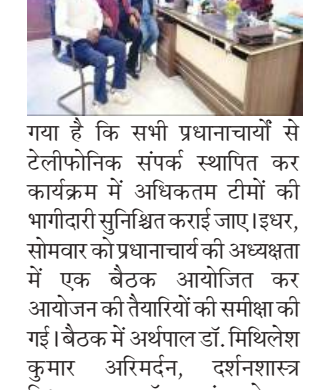 गया है कि सभी प्रधानाचार्यों से
टेलीफोनिक संपर्क स्थापित कर
कार्यक्रम में अधिकतम टीमों की
भागीदारी सुनिश्चित कराई जाए।इधर,
सोमवार को प्रधानाचार्य की अध्यक्षता
में एक बैठक आयोजित कर
आयोजन की तैयारियों की समीक्षा की
गई।बैठक में अर्थपाल डॉ. मिथिलेश
कुमार अरिमर्दन, दर्शनशास्त्र